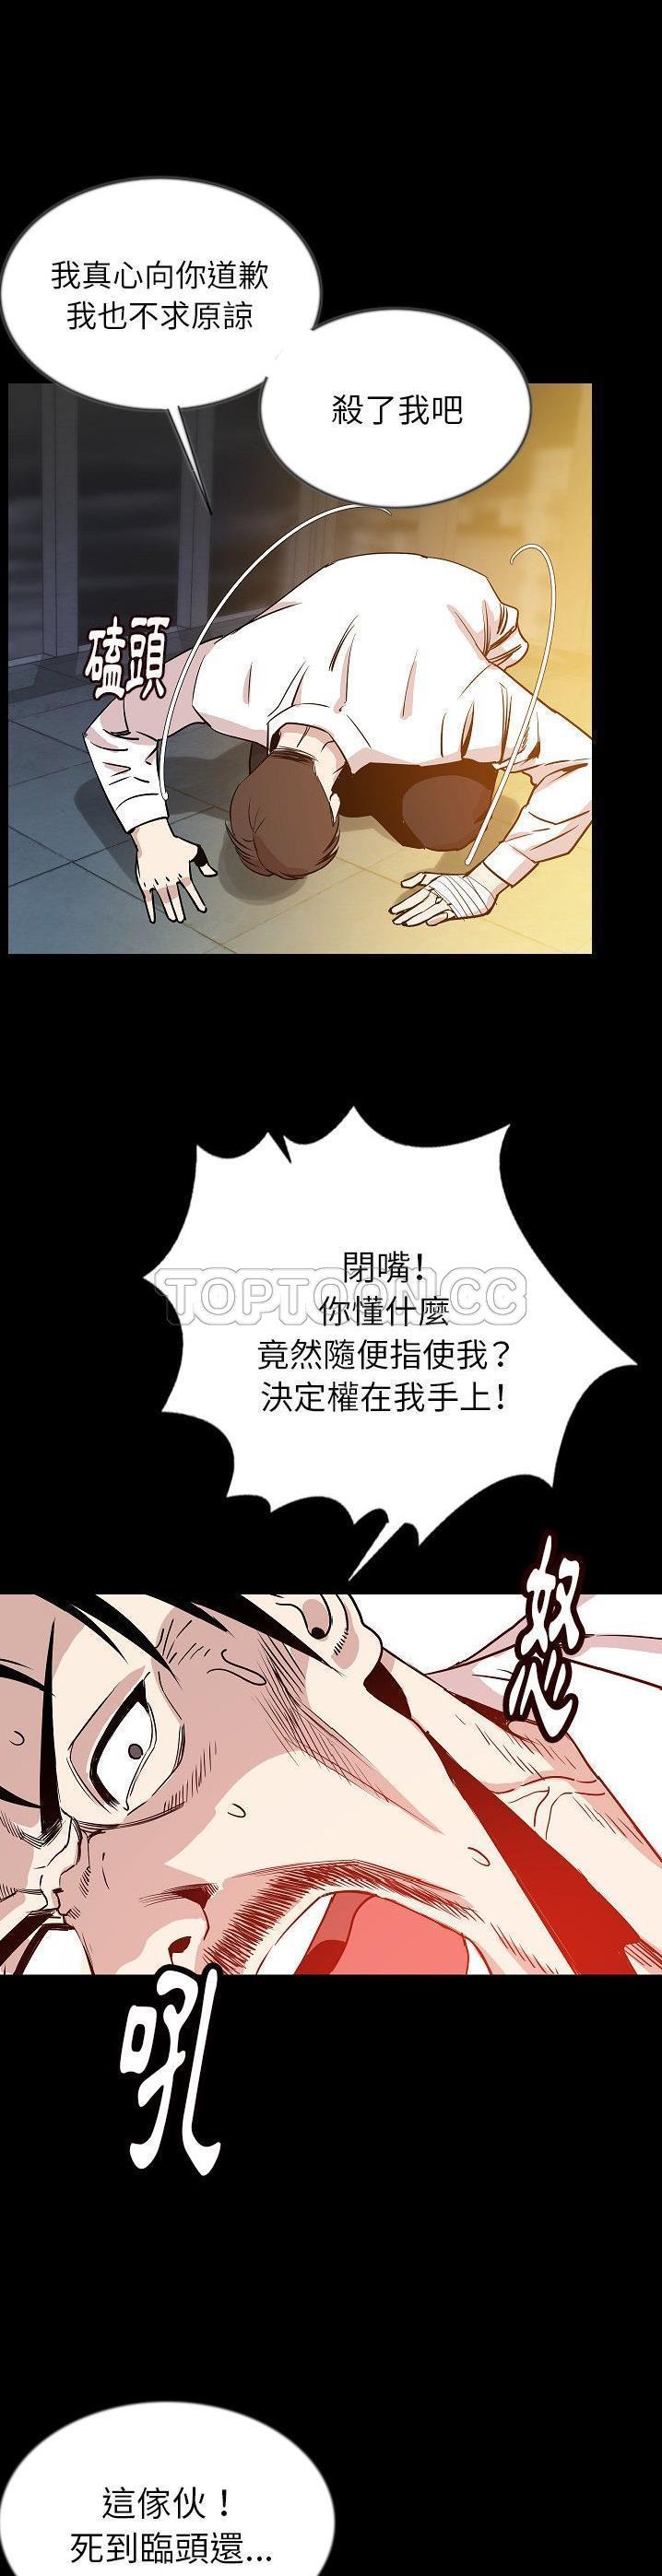 我真心向你道歉
我也不求原諒
殺了我吧
磕頭
閉嘴！
TOPTOON.CC
你懂什麼
竟然隨便指使我？
決定權在我手上！
怒
吼
這傢伙！
死到臨頭還...